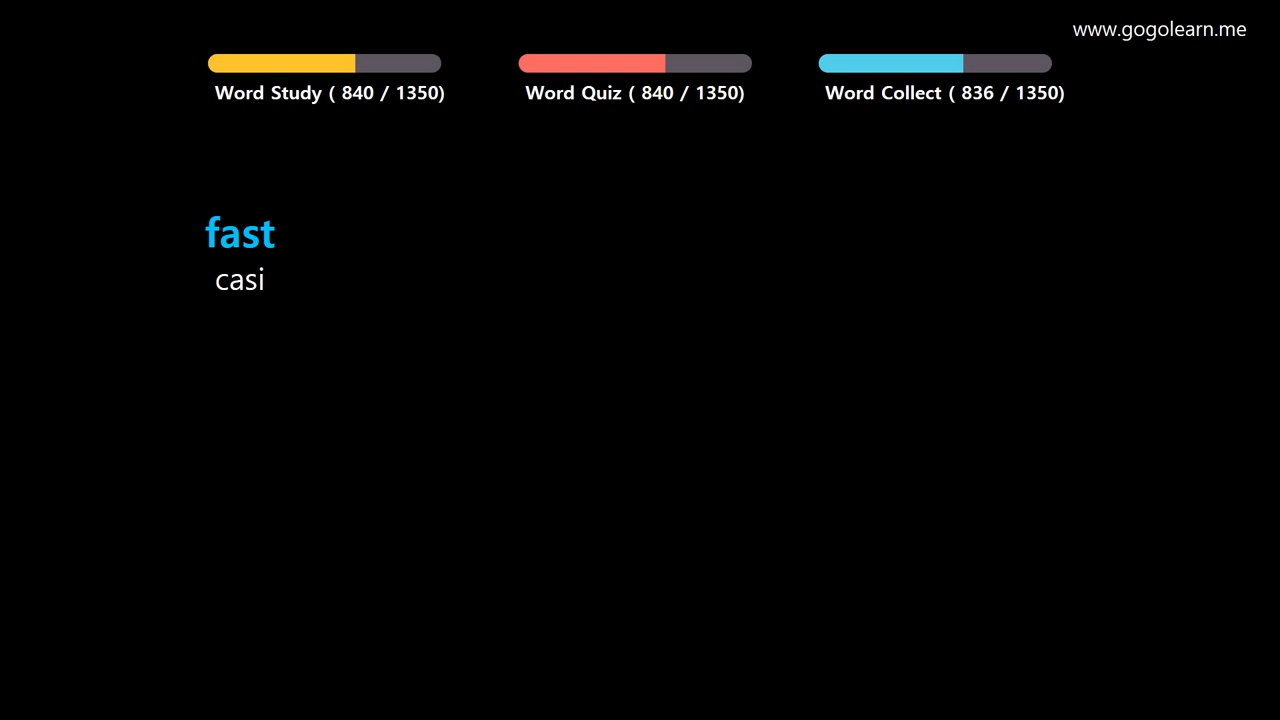 www.gogolearn.me
Word Study ( 840 / 1350)
Word Quiz ( 840 / 1350)
Word Collect ( 836 / 1350)
fast
casi